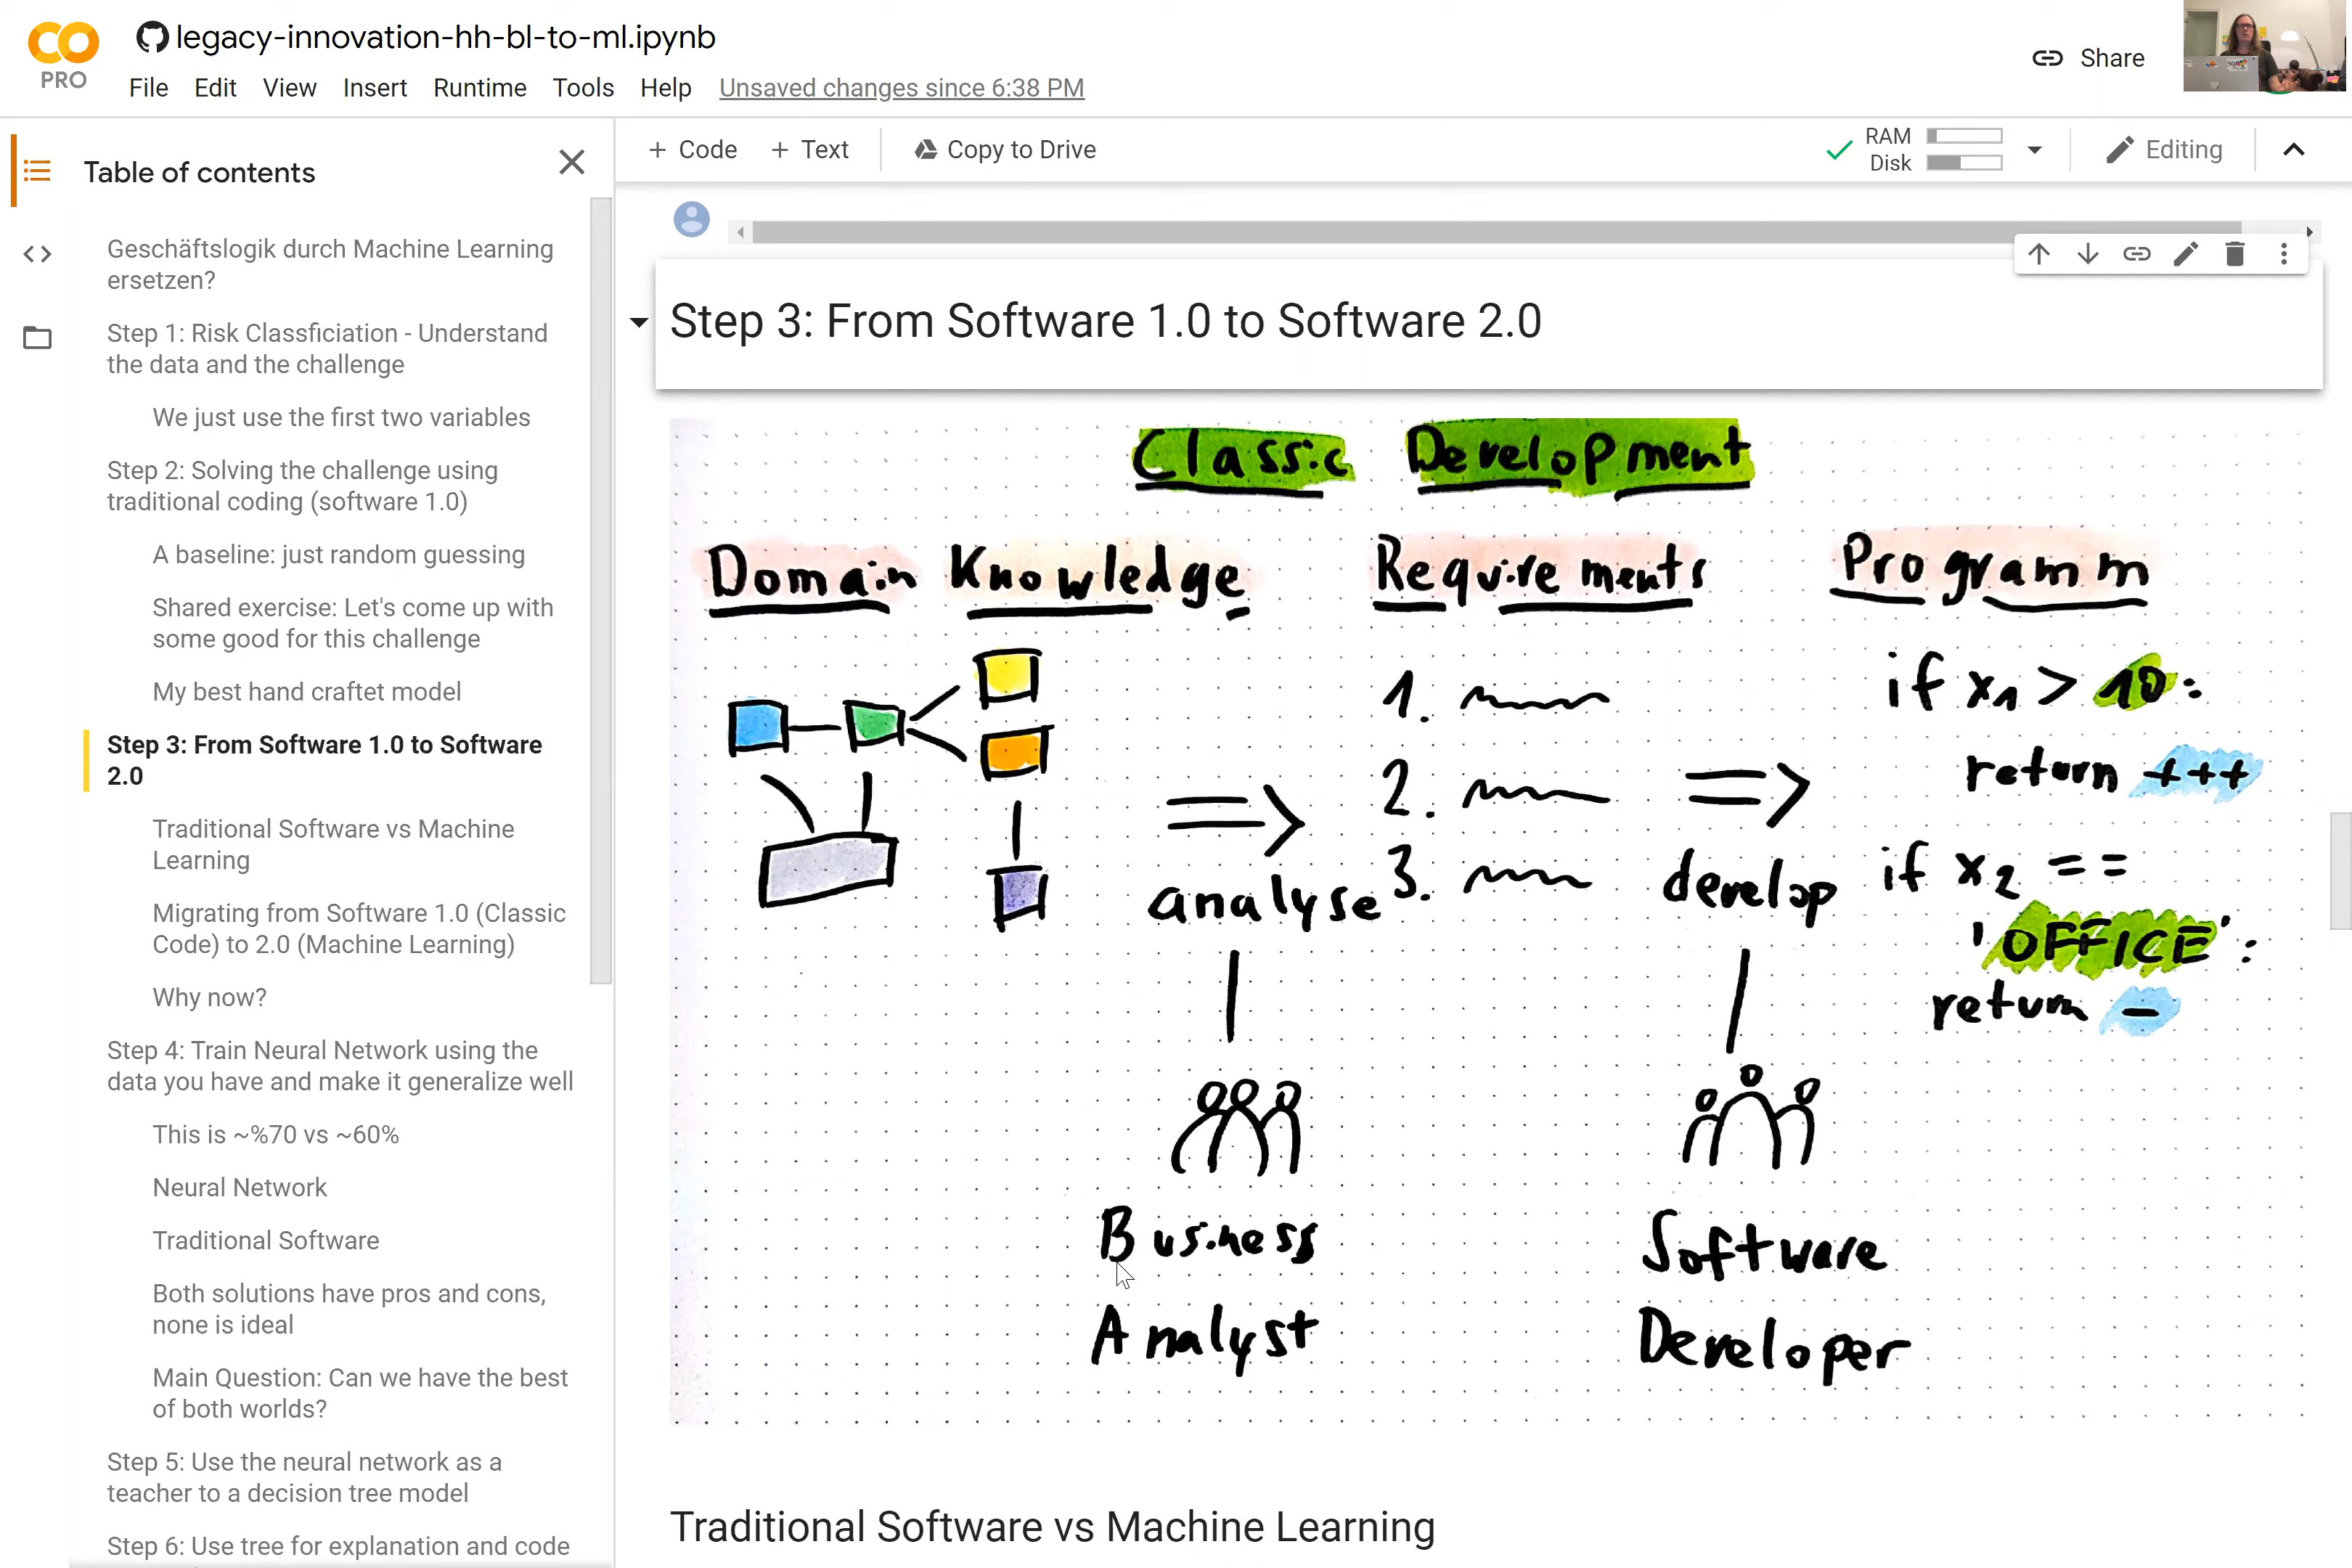 CO
PRO
legacy-innovation-hh-bl-to-ml.ipynb
File Edit View Insert Runtime Tools Help Unsaved changes since 6:38 PM
Share
Table of contents
Geschäftslogik durch Machine Learning
ersetzen?
Step 1: Risk Classficiation - Understand
the data and the challenge
We just use the first two variables
Step 2: Solving the challenge using
traditional coding (software 1.0)
A baseline: just random guessing
Shared exercise: Let's come up with
some good for this challenge
My best hand craftet model
Step 3: From Software 1.0 to Software
2.0
Traditional Software vs Machine
Learning
Migrating from Software 1.0 (Classic
Code) to 2.0 (Machine Learning)
Why now?
Step 4: Train Neural Network using the
data you have and make it generalize well
This is ~%70 vs ~60%
Neural Network
Traditional Software
Both solutions have pros and cons,
none is ideal
Main Question: Can we have the best
of both worlds?
Step 5: Use the neural network as a
teacher to a decision tree model
Step 6: Use tree for explanation and code
+ Code + Text Copy to Drive
RAM
Disk
Editing
Step 3: From Software 1.0 to Software 2.0
Classic Development
Domain Knowledge Requirements Programm
1.
2.
3.
=> analyse
=> develop
if x1 > 10:
return +++
if x2 ==
'OFFICE':
return -
Business
Analyst
Software
Developer
Traditional Software vs Machine Learning